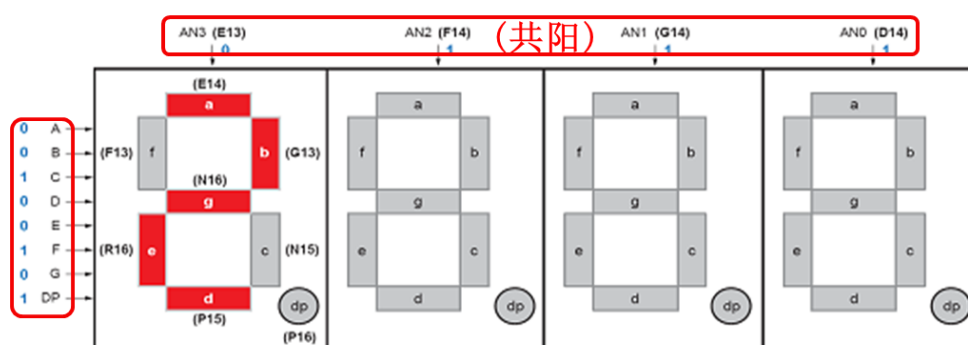 AN3 (E13) AN2 (F14) (共阳) AN1 (G14) AN0 (D14)
0 1 1 1
(E14)
a a a a
0 A
0 B (F13) f b (G13) f b f b f b
1 C
(N16)
0 D g g g g
0 E
1 F (R16) e c (N15) e c e c e c
0 G
1 DP d dp d dp d dp d dp
(P15)
(P16)